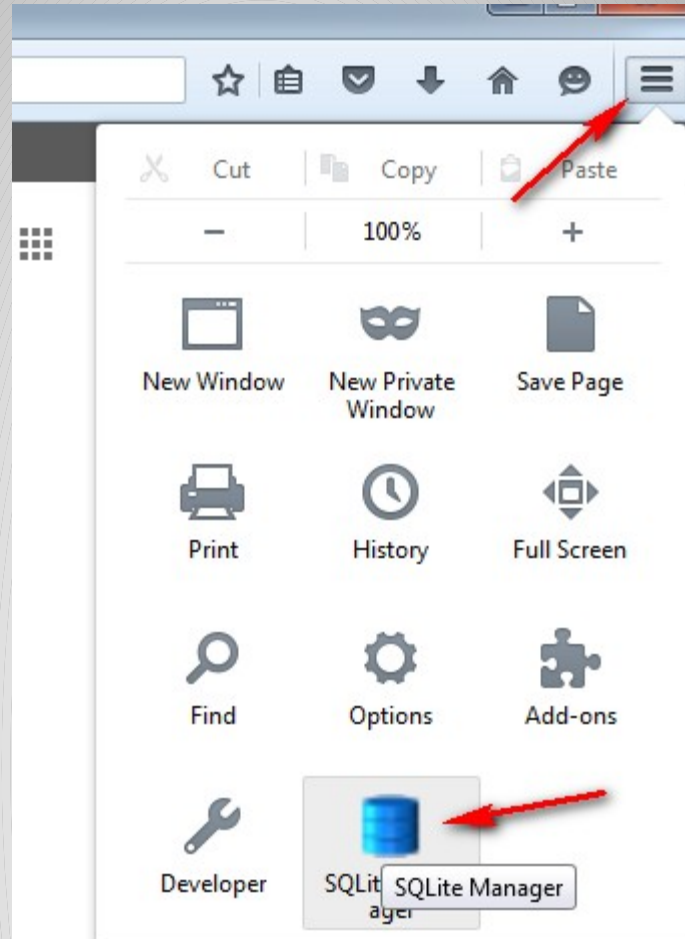 Cut Copy Paste
100%
New Window New Private Save Page
Window
Print History Full Screen
Find Options Add-ons
Developer SQLit SQLite Manager
ager